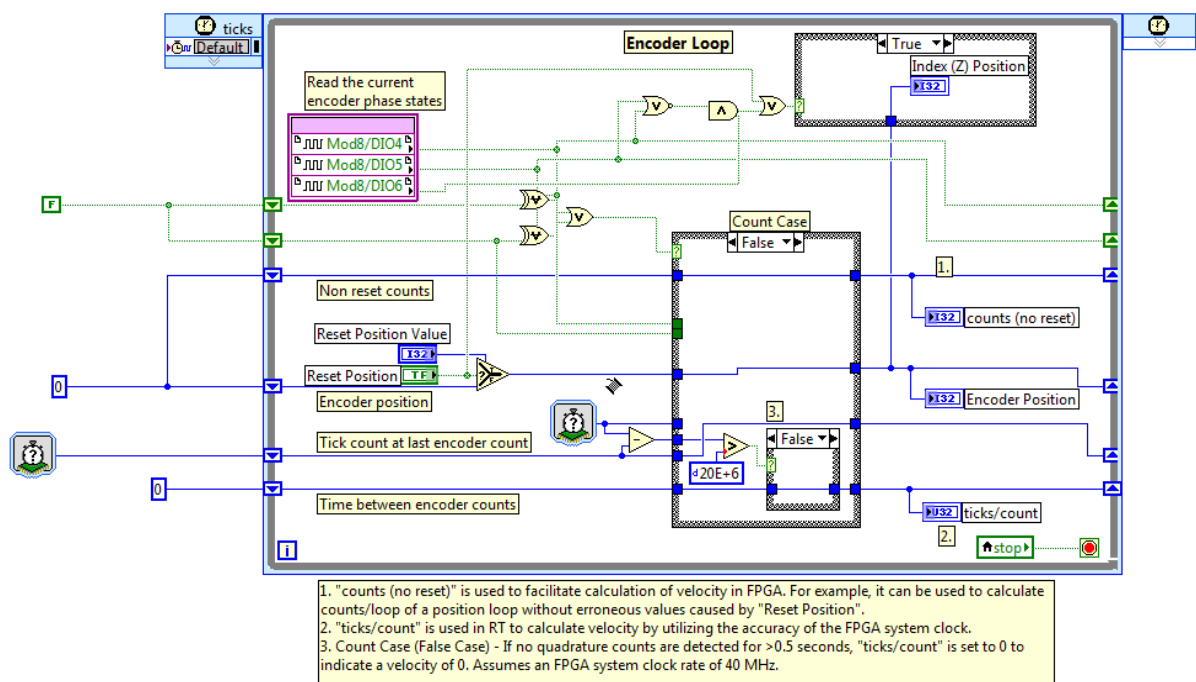 ticks
Default
Encoder Loop
True
Index (Z) Position
I32
Read the current
encoder phase states
Mod8/DIO4
Mod8/DIO5
Mod8/DIO6
F
Count Case
False
1.
Non reset counts
I32 counts (no reset)
Reset Position Value
I32
Reset Position TF
0
Encoder position
I32 Encoder Position
3.
False
Tick count at last encoder count
20E+6
0
Time between encoder counts
U32 ticks/count
2.
i
stop
1. "counts (no reset)" is used to facilitate calculation of velocity in FPGA. For example, it can be used to calculate
counts/loop of a position loop without erroneous values caused by "Reset Position".
2. "ticks/count" is used in RT to calculate velocity by utilizing the accuracy of the FPGA system clock.
3. Count Case (False Case) - If no quadrature counts are detected for >0.5 seconds, "ticks/count" is set to 0 to
indicate a velocity of 0. Assumes an FPGA system clock rate of 40 MHz.